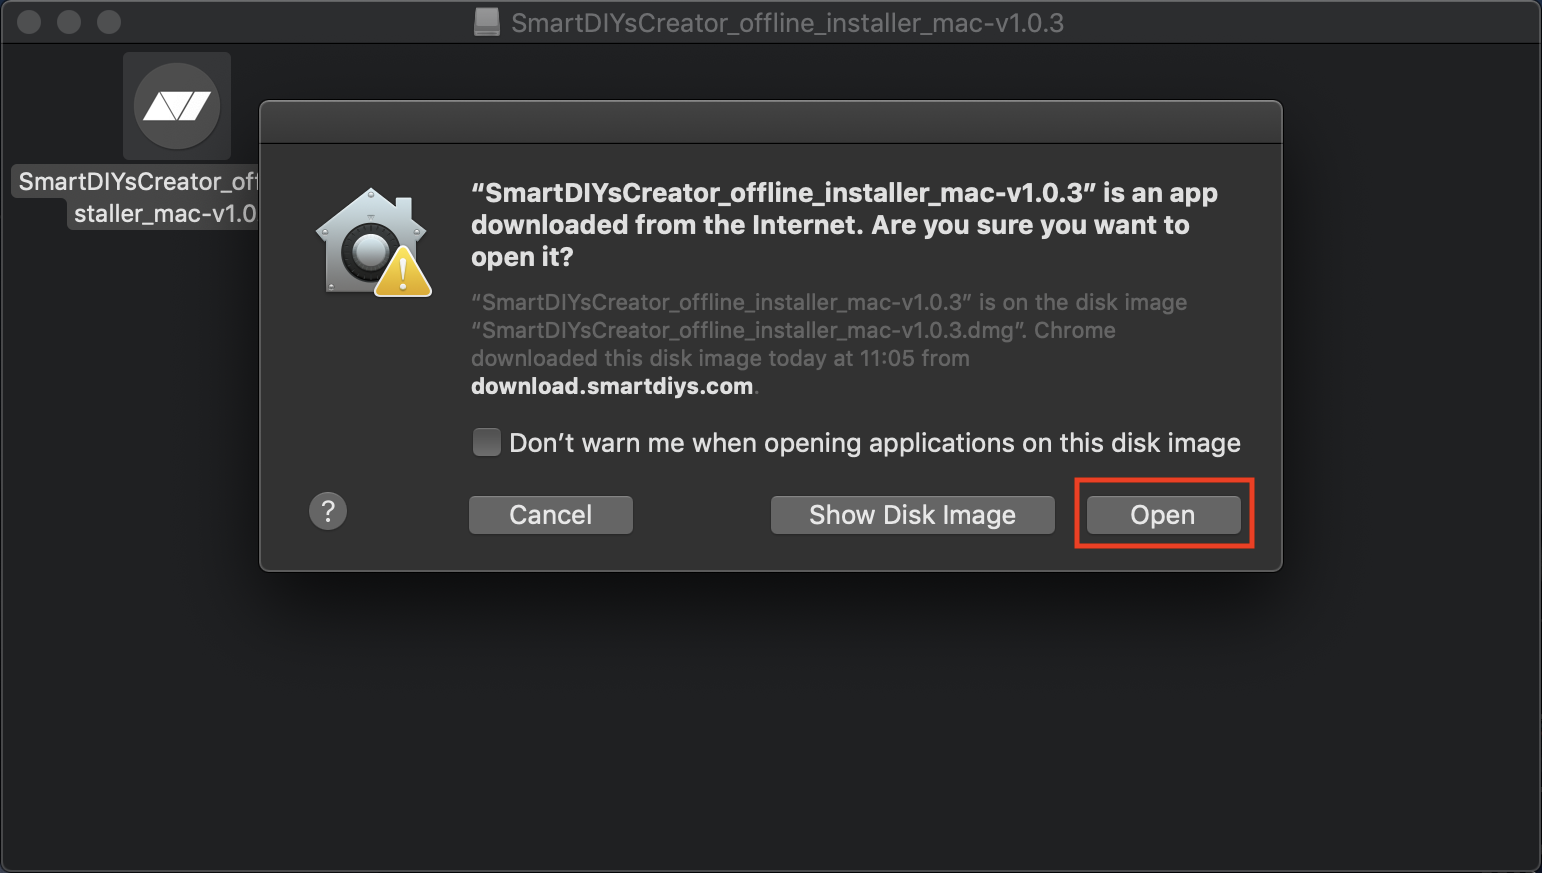 SmartDIYsCreator_offline_installer_mac-v1.0.3
SmartDIYsCreator_off
staller_mac-v1.0
“SmartDIYsCreator_offline_installer_mac-v1.0.3” is an app
downloaded from the Internet. Are you sure you want to
open it?
“SmartDIYsCreator_offline_installer_mac-v1.0.3” is on the disk image
“SmartDIYsCreator_offline_installer_mac-v1.0.3.dmg”. Chrome
downloaded this disk image today at 11:05 from
download.smartdiys.com.
Don’t warn me when opening applications on this disk image
?
Cancel
Show Disk Image
Open